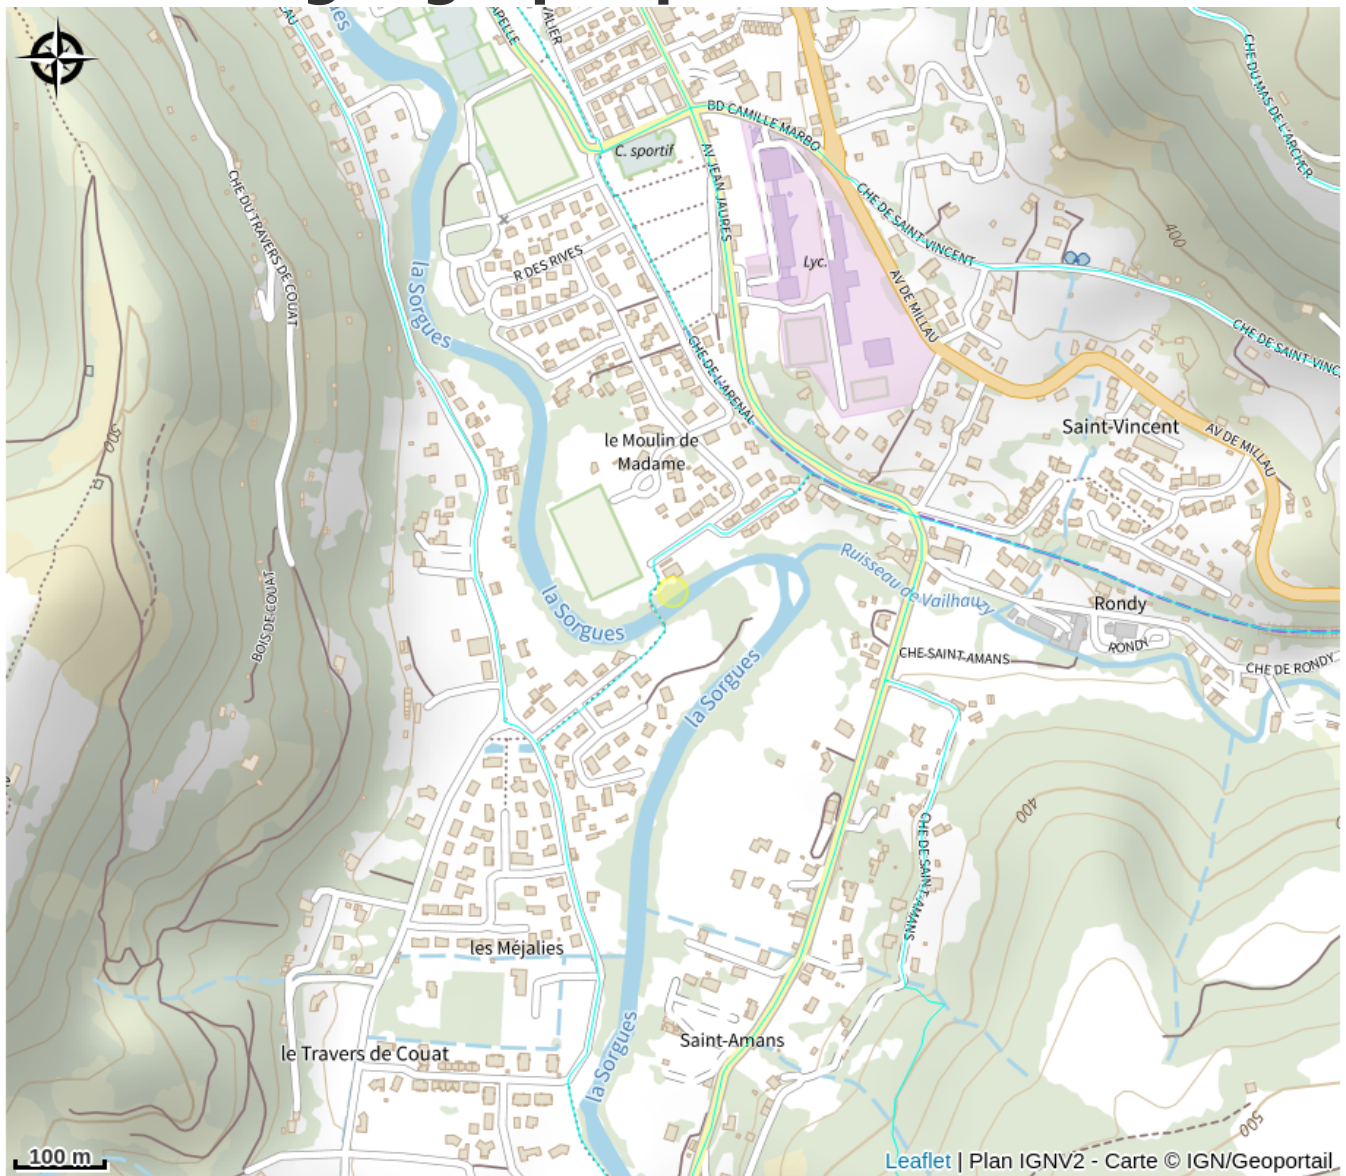 CHE DU MAS DE L'ARCHER
BD CAMILLE MARBO
C. sportif
AV JEAN JAURES
CHE DE SAINT-VINCENT
400
CHE DU TRAVERS DE COUAT
R DES RIVES
Lyc.
la Sorgues
AV DE MILLAU
CHE DE L'ARENAL
CHE DE SAINT-VINC
500
le Moulin de
Madame
Saint-Vincent
AV DE MILLAU
Ruisseau de Vailhauzy
la Sorgues
BOIS DE COUAT
Rondy
RONDY
CHE SAINT-AMANS
CHE DE RONDY
la Sorgues
400
CHE DE SAINT-AMANS
les Méjalies
Saint-Amans
le Travers de Couat
la Sorgues
500
100 m
Leaflet | Plan IGNV2 - Carte © IGN/Geoportail